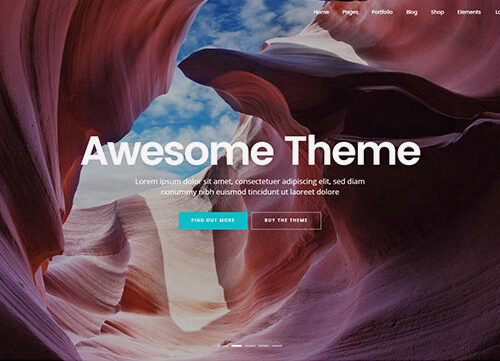 Home Pages Portfolio Blog Shop Elements
Awesome Theme
Lorem ipsum dolor sit amet, consectetuer adipiscing elit, sed diam
nonummy nibh euismod tincidunt ut laoreet dolore
FIND OUT MORE BUY THE THEME